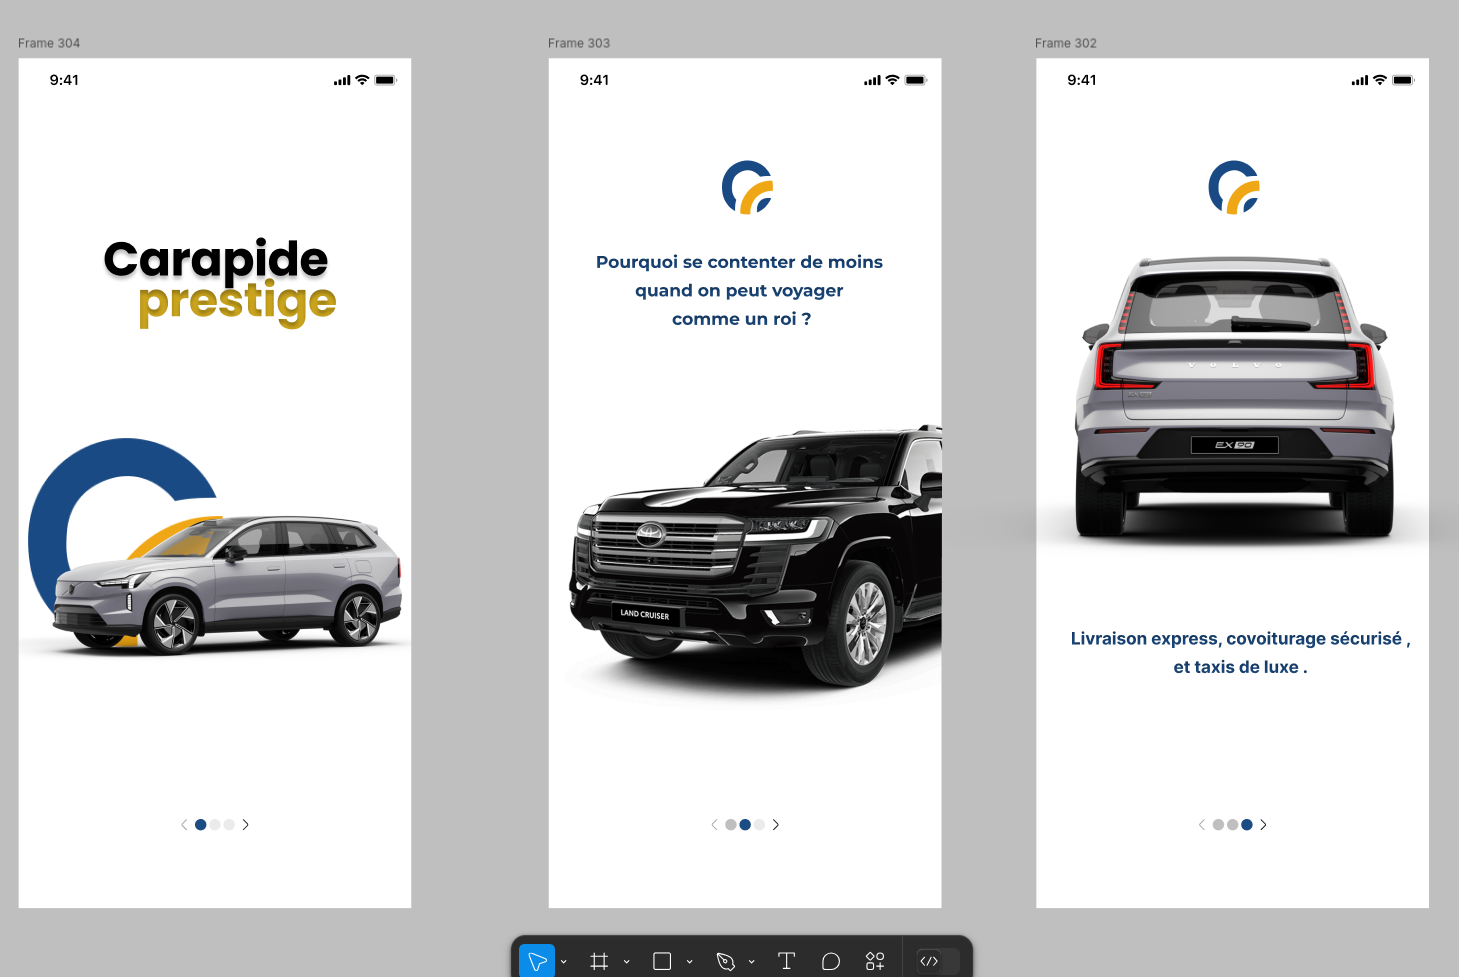 Frame 304
9:41
Carapide
prestige
Frame 303
9:41
Pourquoi se contenter de moins
quand on peut voyager
comme un roi ?
LAND CRUISER
Frame 302
9:41
VOLVO
EX90
Livraison express, covoiturage sécurisé ,
et taxis de luxe .